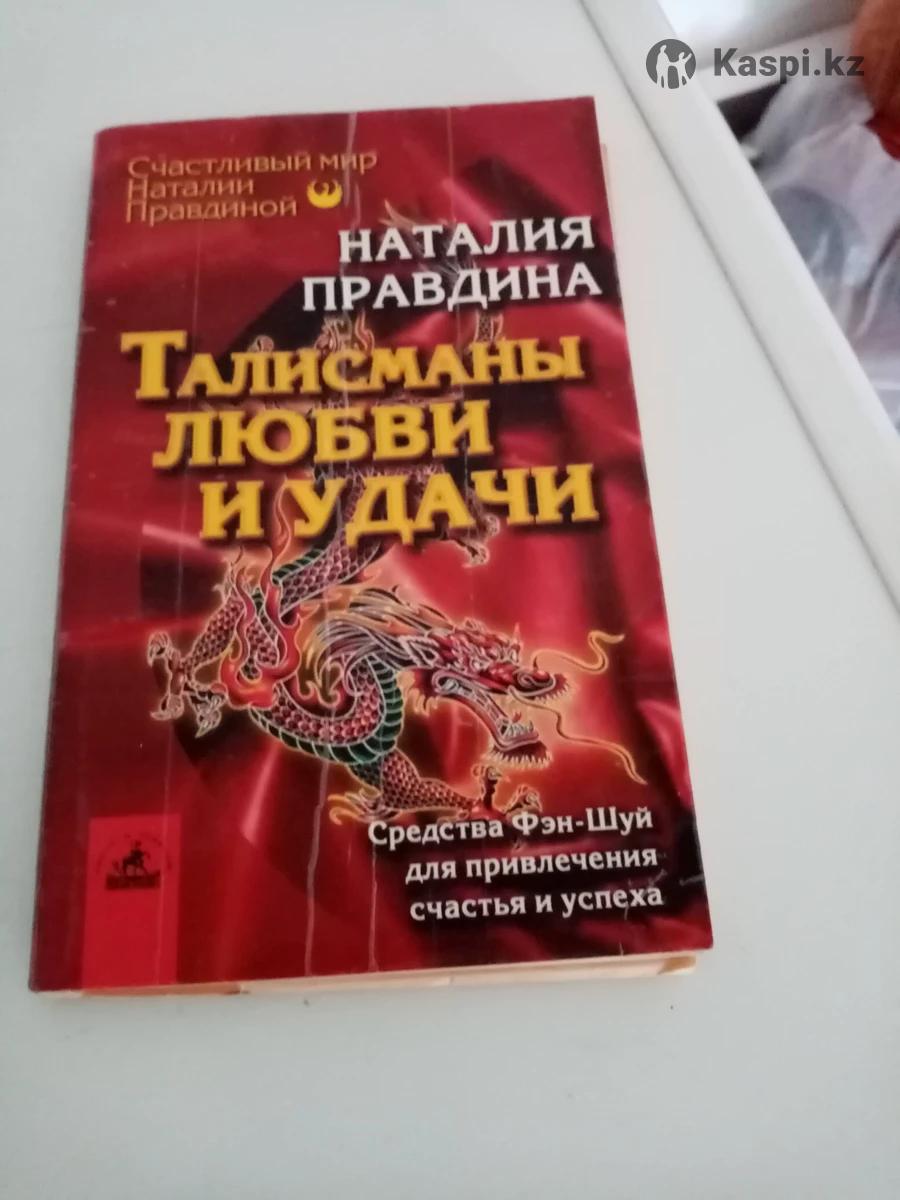 Kaspi.kz
Счастливый мир
Наталии
Правдиной
НАТАЛИЯ
ПРАВДИНА
ТАЛИСМАНЫ
ЛЮБВИ
И УДАЧИ
Средства Фэн-Шуй
для привлечения
счастья и успеха